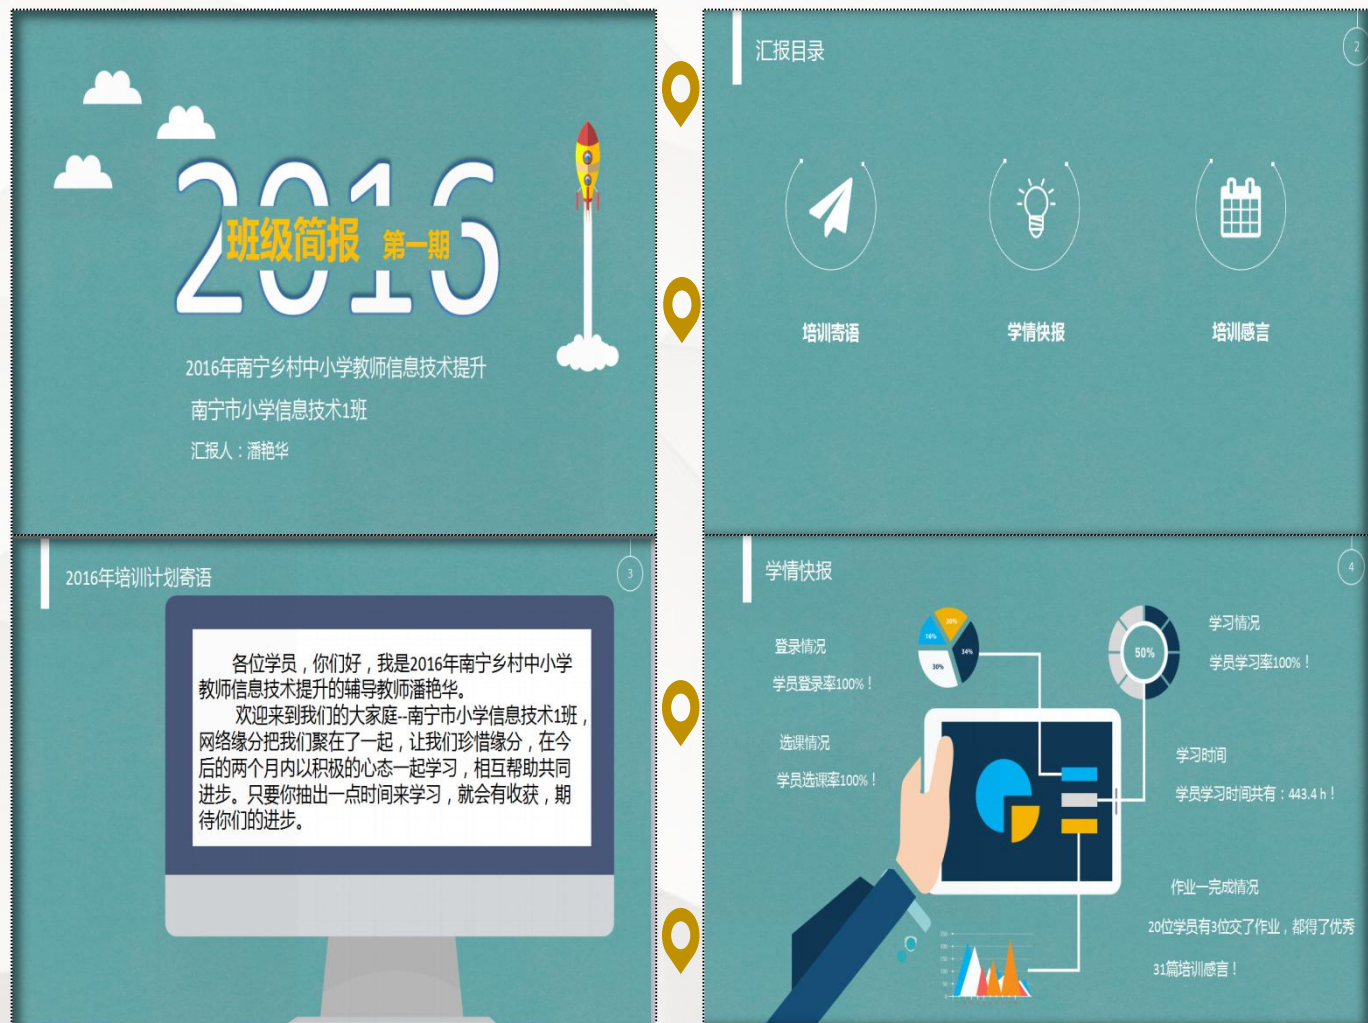 2016
班级简报 第一期
2016年南宁乡村中小学教师信息技术提升
南宁市小学信息技术1班
汇报人：潘艳华
汇报目录
2
培训寄语
学情快报
培训感言
2016年培训计划寄语
3
各位学员，你们好，我是2016年南宁乡村中小学
教师信息技术提升的辅导教师潘艳华。
欢迎来到我们的大家庭--南宁市小学信息技术1班，
网络缘分把我们聚在了一起，让我们珍惜缘分，在今
后的两个月内以积极的心态一起学习，相互帮助共同
进步。只要你抽出一点时间来学习，就会有收获，期
待你们的进步。
学情快报
4
登录情况
学员登录率100%！
选课情况
学员选课率100%！
20%
16%
34%
30%
50%
学习情况
学员学习率100%！
学习时间
学员学习时间共有：443.4 h！
作业一完成情况
20位学员有3位交了作业，都得了优秀
31篇培训感言！